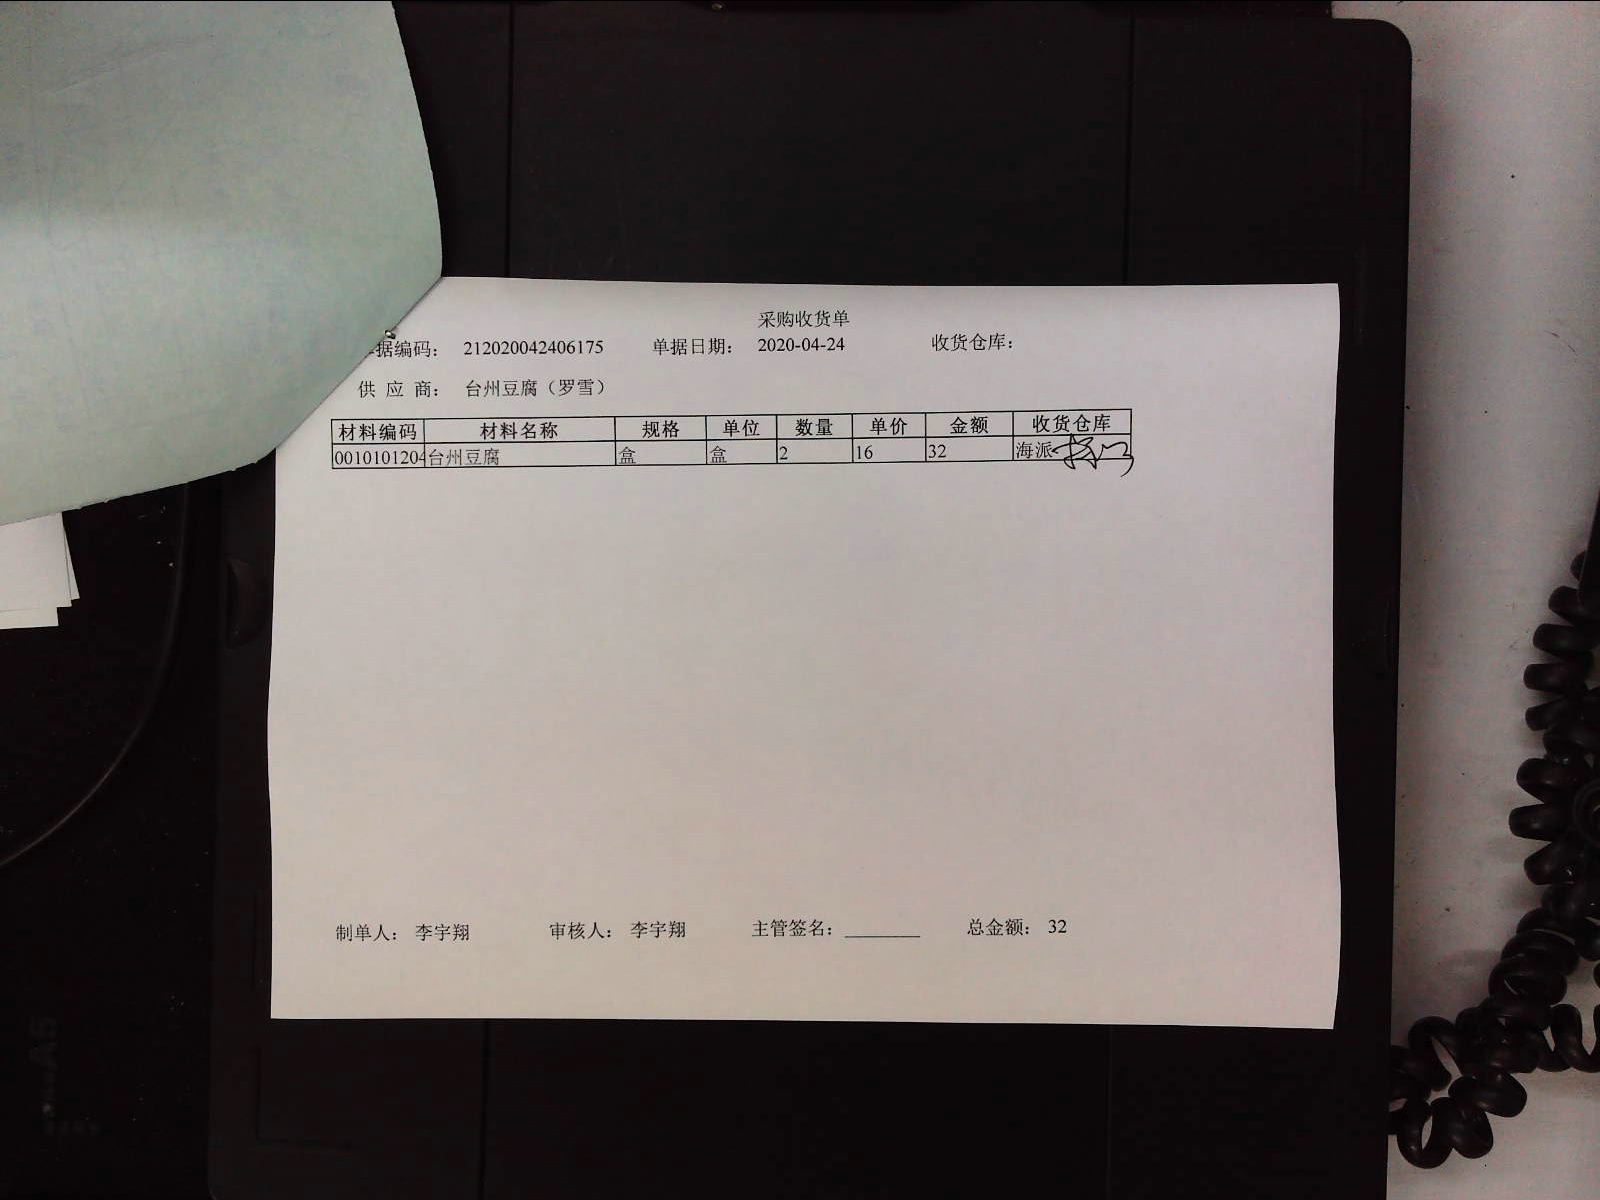 采购收货单
据编码： 212020042406175 单据日期： 2020-04-24 收货仓库：
供 应 商： 台州豆腐（罗雪）
材料编码 材料名称 规格 单位 数量 单价 金额 收货仓库
0010101204 台州豆腐 盒 盒 2 16 32 海派
制单人： 李宇翔 审核人： 李宇翔 主管签名：________ 总金额： 32